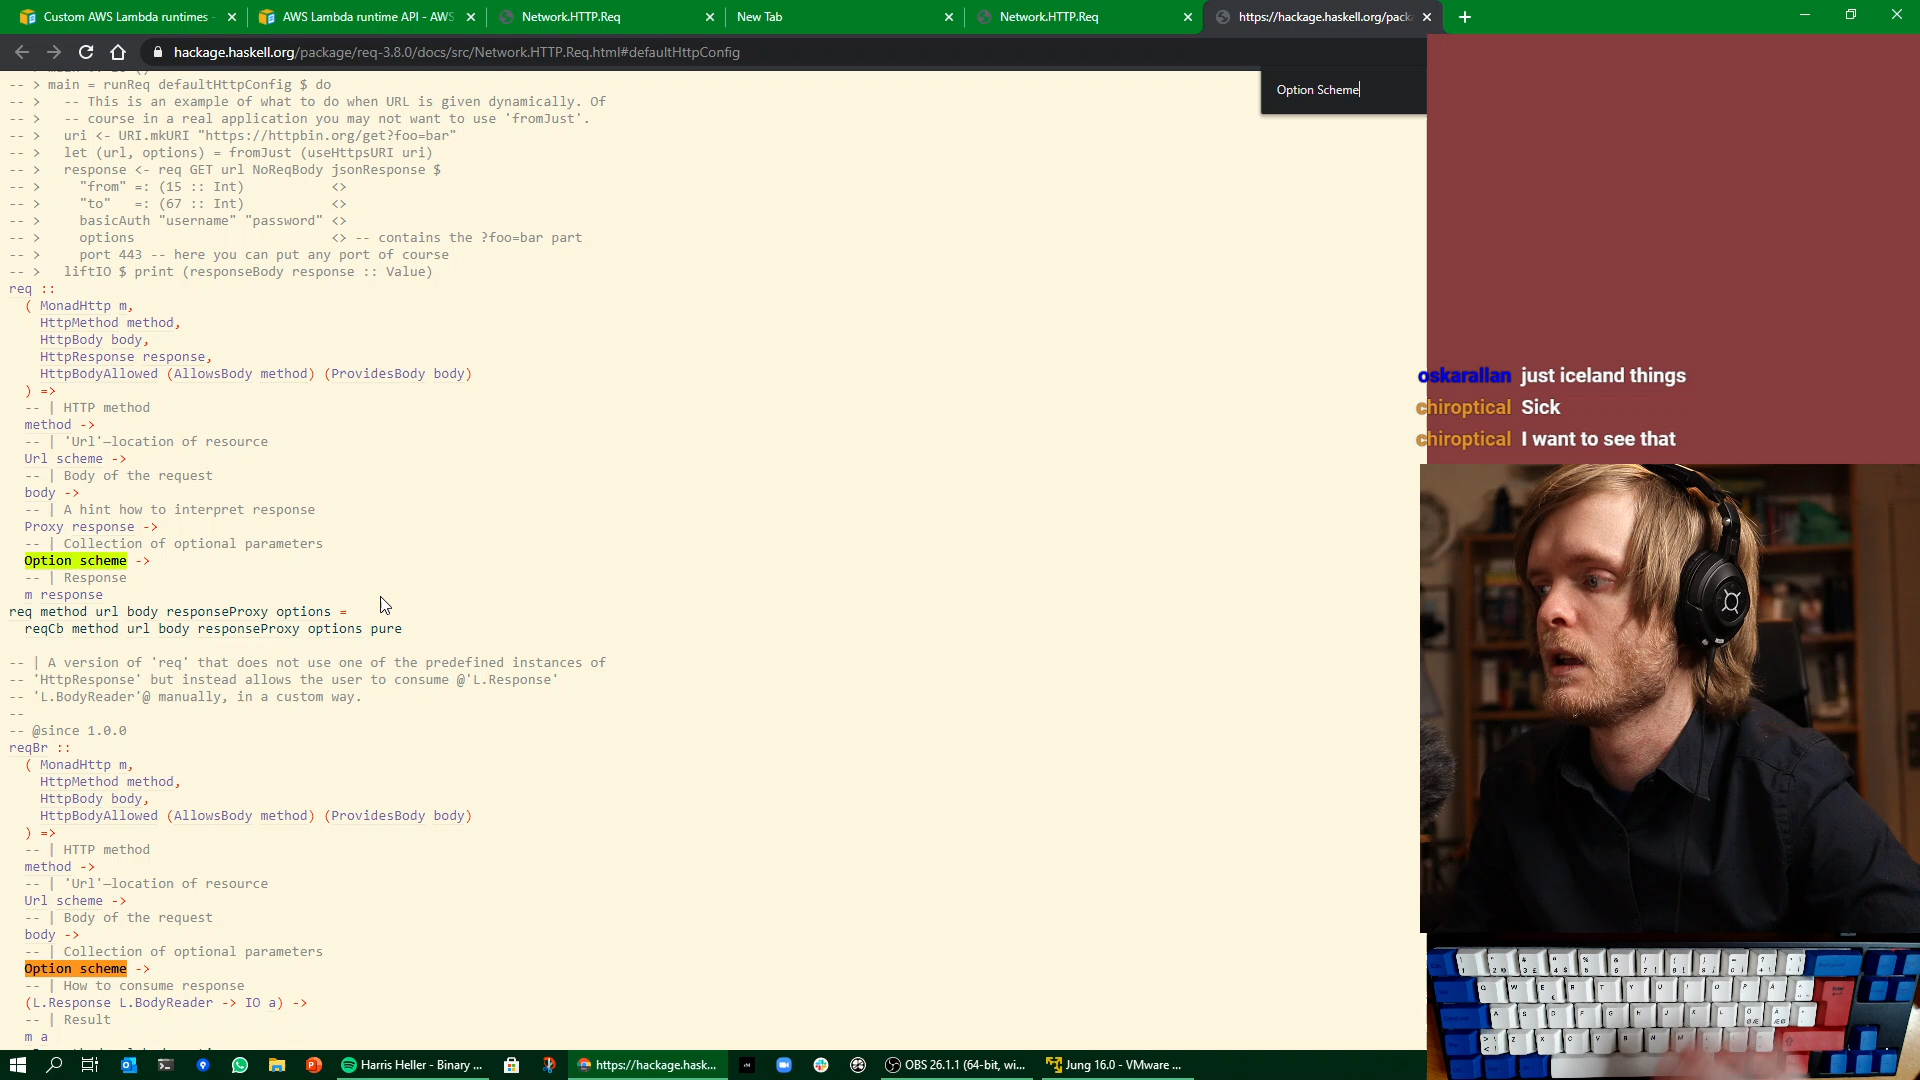 Custom AWS Lambda runtimes -
AWS Lambda runtime API - AWS
Network.HTTP.Req
New Tab
Network.HTTP.Req
https://hackage.haskell.org/pack
hackage.haskell.org/package/req-3.8.0/docs/src/Network.HTTP.Req.html#defaultHttpConfig
Option Scheme
-- > main = runReq defaultHttpConfig $ do
-- >   -- This is an example of what to do when URL is given dynamically. Of
-- >   -- course in a real application you may not want to use 'fromJust'.
-- >   uri <- URI.mkURI "https://httpbin.org/get?foo=bar"
-- >   let (url, options) = fromJust (useHttpsURI uri)
-- >   response <- req GET url NoReqBody jsonResponse $
-- >     "from" =: (15 :: Int)           <>
-- >     "to"   =: (67 :: Int)           <>
-- >     basicAuth "username" "password" <>
-- >     options                         <> -- contains the ?foo=bar part
-- >     port 443 -- here you can put any port of course
-- >   liftIO $ print (responseBody response :: Value)
req ::
  ( MonadHttp m,
    HttpMethod method,
    HttpBody body,
    HttpResponse response,
    HttpBodyAllowed (AllowsBody method) (ProvidesBody body)
  ) =>
  -- | HTTP method
  method ->
  -- | 'Url'—location of resource
  Url scheme ->
  -- | Body of the request
  body ->
  -- | A hint how to interpret response
  Proxy response ->
  -- | Collection of optional parameters
  Option scheme ->
  -- | Response
  m response
req method url body responseProxy options =
  reqCb method url body responseProxy options pure
-- | A version of 'req' that does not use one of the predefined instances of
-- 'HttpResponse' but instead allows the user to consume @'L.Response'
-- 'L.BodyReader'@ manually, in a custom way.
--
-- @since 1.0.0
reqBr ::
  ( MonadHttp m,
    HttpMethod method,
    HttpBody body,
    HttpBodyAllowed (AllowsBody method) (ProvidesBody body)
  ) =>
  -- | HTTP method
  method ->
  -- | 'Url'—location of resource
  Url scheme ->
  -- | Body of the request
  body ->
  -- | Collection of optional parameters
  Option scheme ->
  -- | How to consume response
  (L.Response L.BodyReader -> IO a) ->
  -- | Result
  m a
oskarallan just iceland things
chiroptical Sick
chiroptical I want to see that
Harris Heller - Binary ...
https://hackage.hask...
OBS 26.1.1 (64-bit, wi...
Jung 16.0 - VMware ...